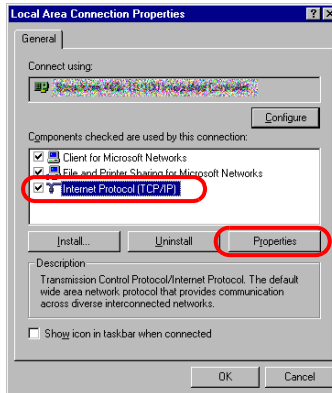 Local Area Connection Properties
General
Connect using:
Configure
Components checked are used by this connection:
Client for Microsoft Networks
File and Printer Sharing for Microsoft Networks
Internet Protocol (TCP/IP)
Install...
Uninstall
Properties
Description
Transmission Control Protocol/Internet Protocol. The default
wide area network protocol that provides communication
across diverse interconnected networks.
Show icon in taskbar when connected
OK
Cancel